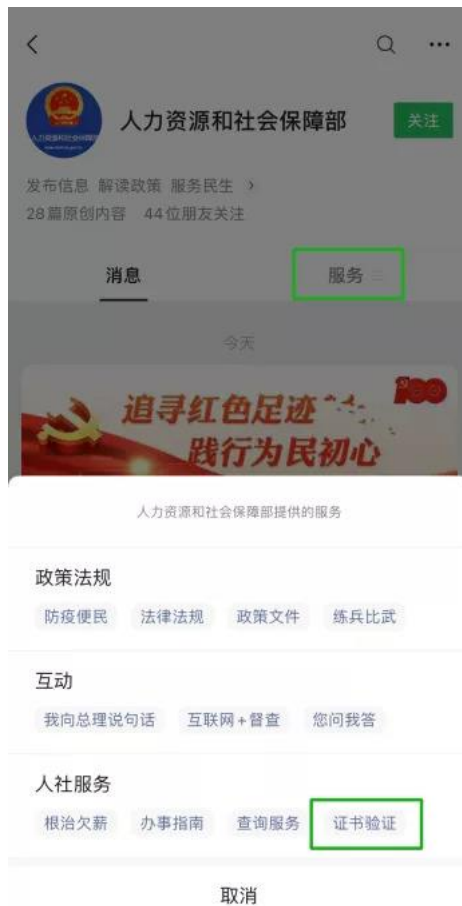 人力资源和社会保障部
关注
发布信息 解读政策 服务民生
28篇原创内容 44位朋友关注
消息 服务
今天
100
追寻红色足迹
践行为民初心
人力资源和社会保障部提供的服务
政策法规
防疫便民 法律法规 政策文件 练兵比武
互动
我向总理说句话 互联网+督查 您问我答
人社服务
根治欠薪 办事指南 查询服务 证书验证
取消